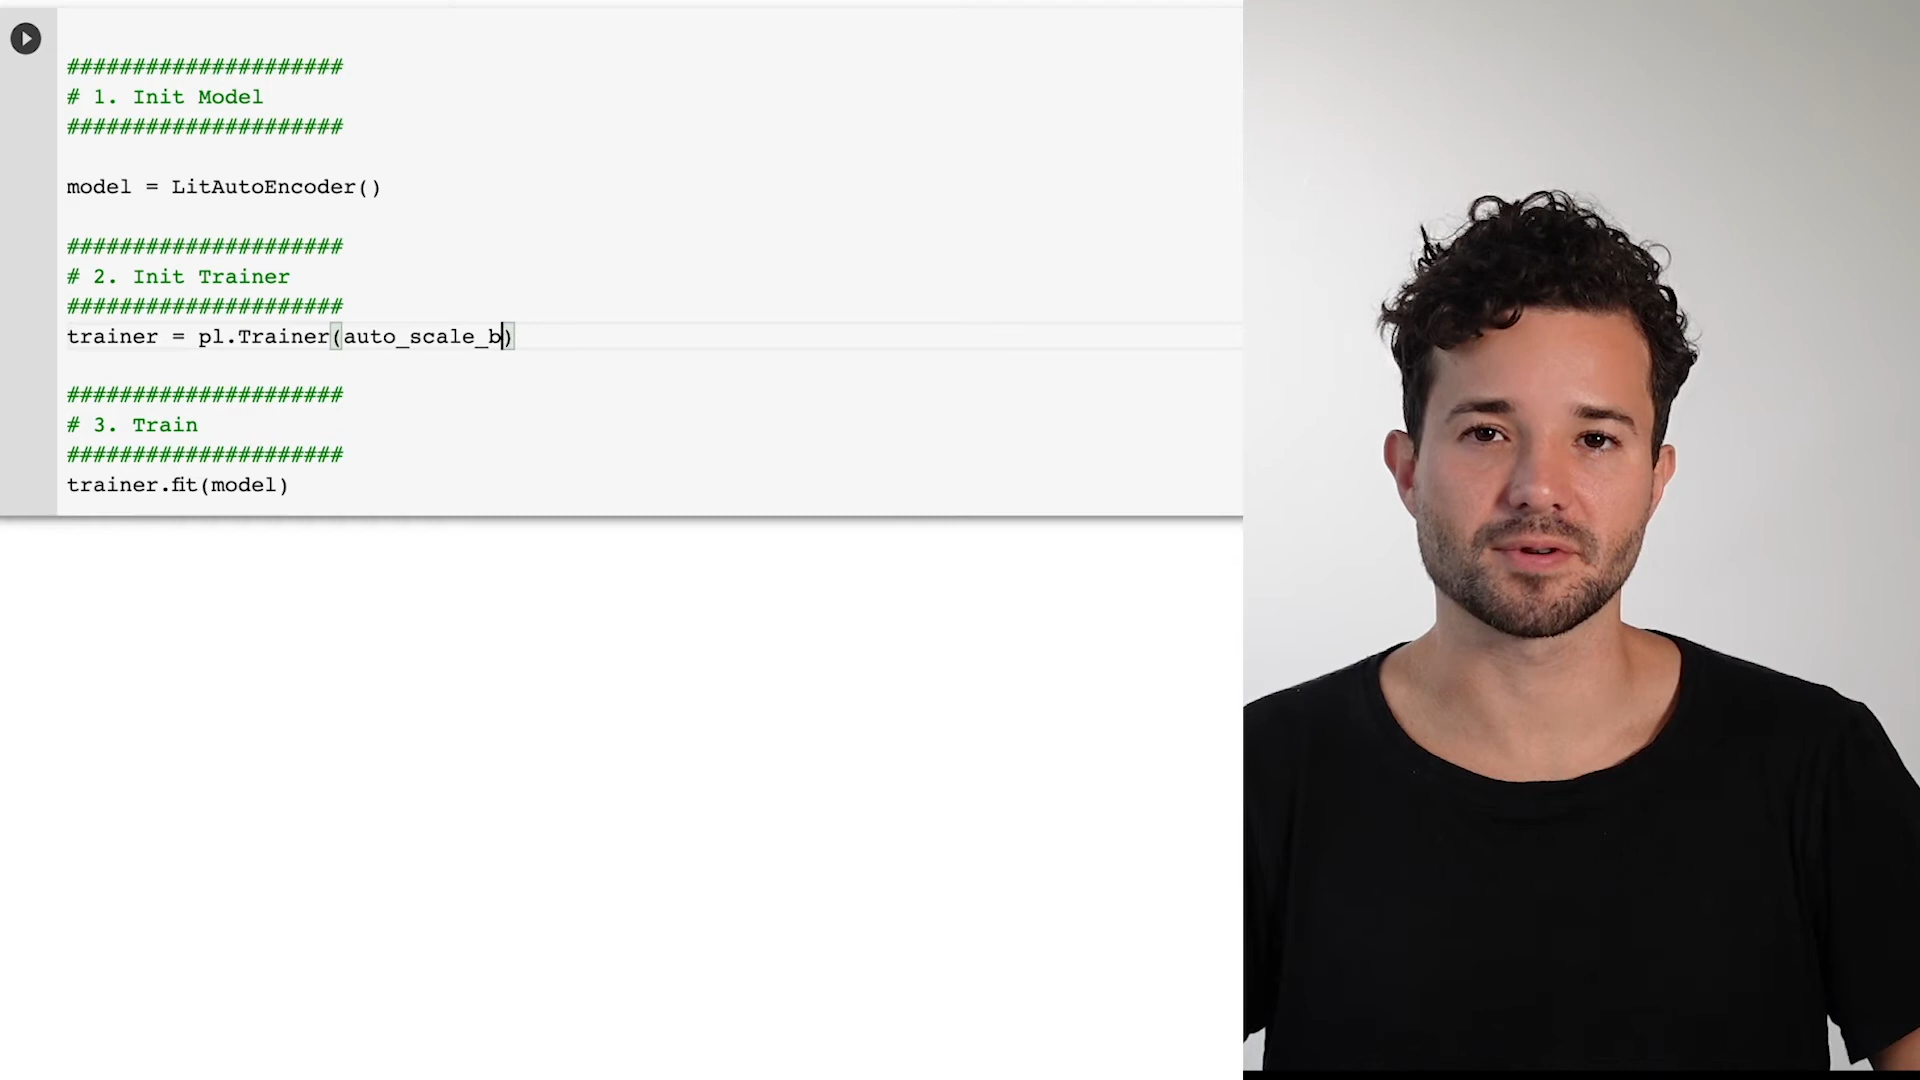 #####################
# 1. Init Model
#####################
model = LitAutoEncoder()
#####################
# 2. Init Trainer
#####################
trainer = pl.Trainer(auto_scale_b)
#####################
# 3. Train
#####################
trainer.fit(model)